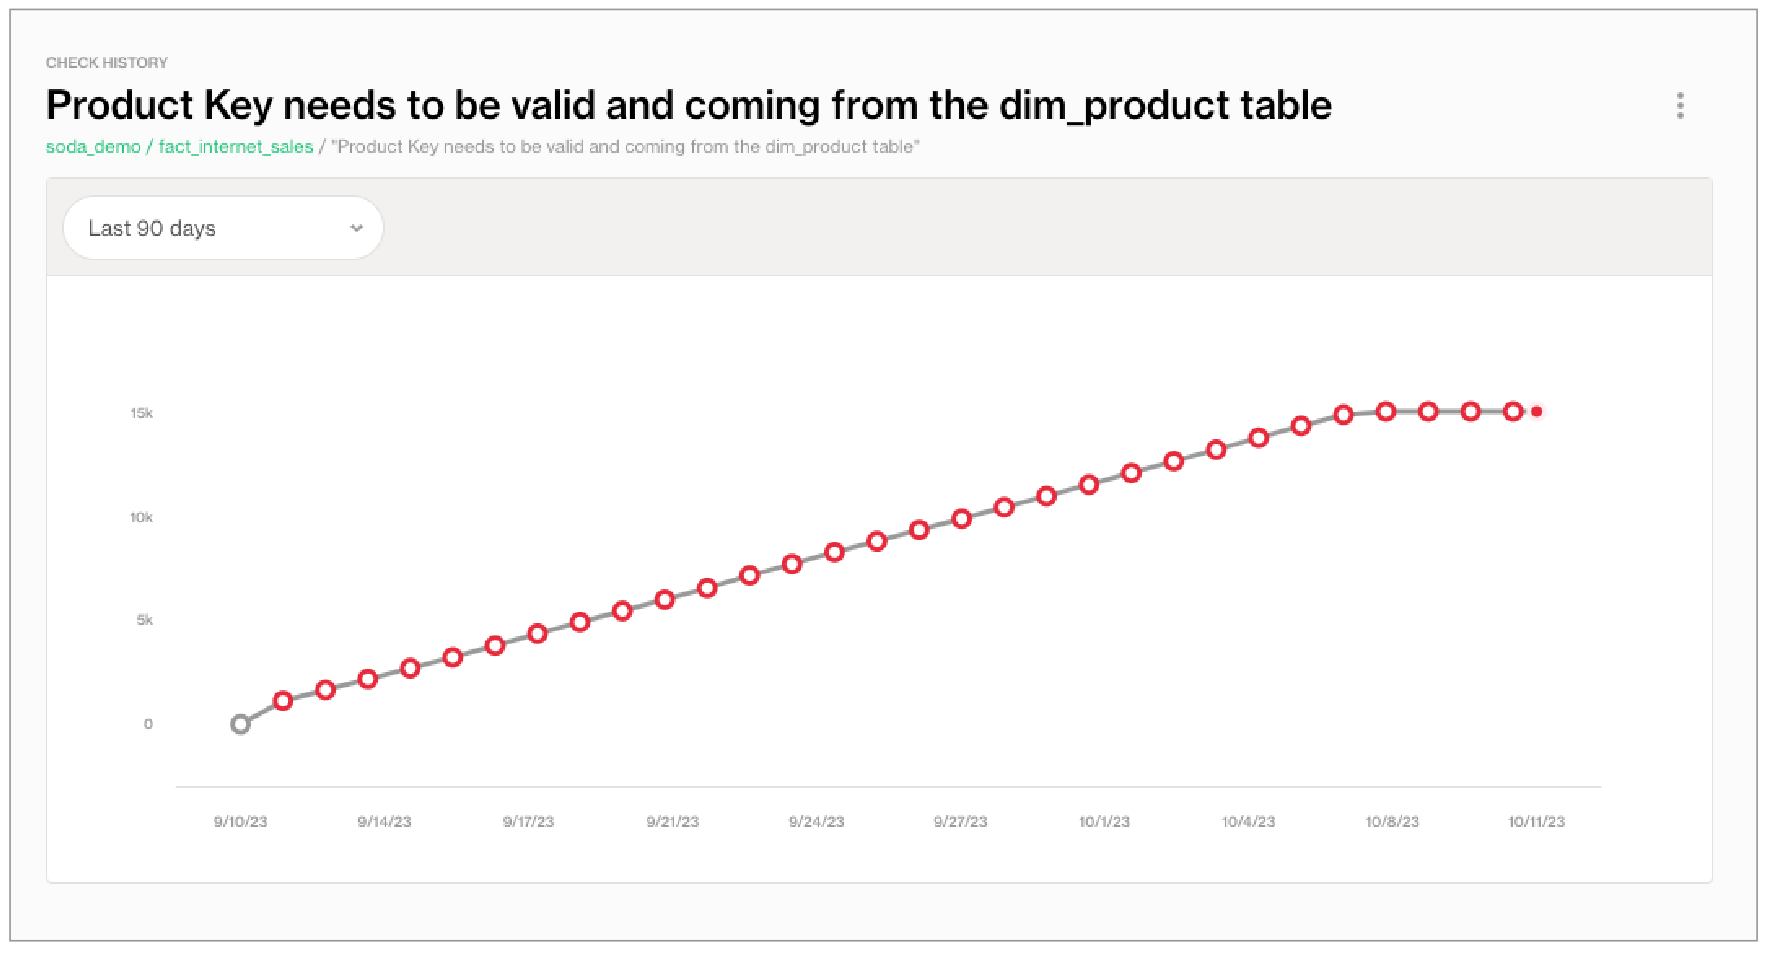 CHECK HISTORY
Product Key needs to be valid and coming from the dim_product table
soda_demo / fact_internet_sales / "Product Key needs to be valid and coming from the dim_product table"
Last 90 days
15k
10k
5k
0
9/10/23 9/14/23 9/17/23 9/21/23 9/24/23 9/27/23 10/1/23 10/4/23 10/8/23 10/11/23